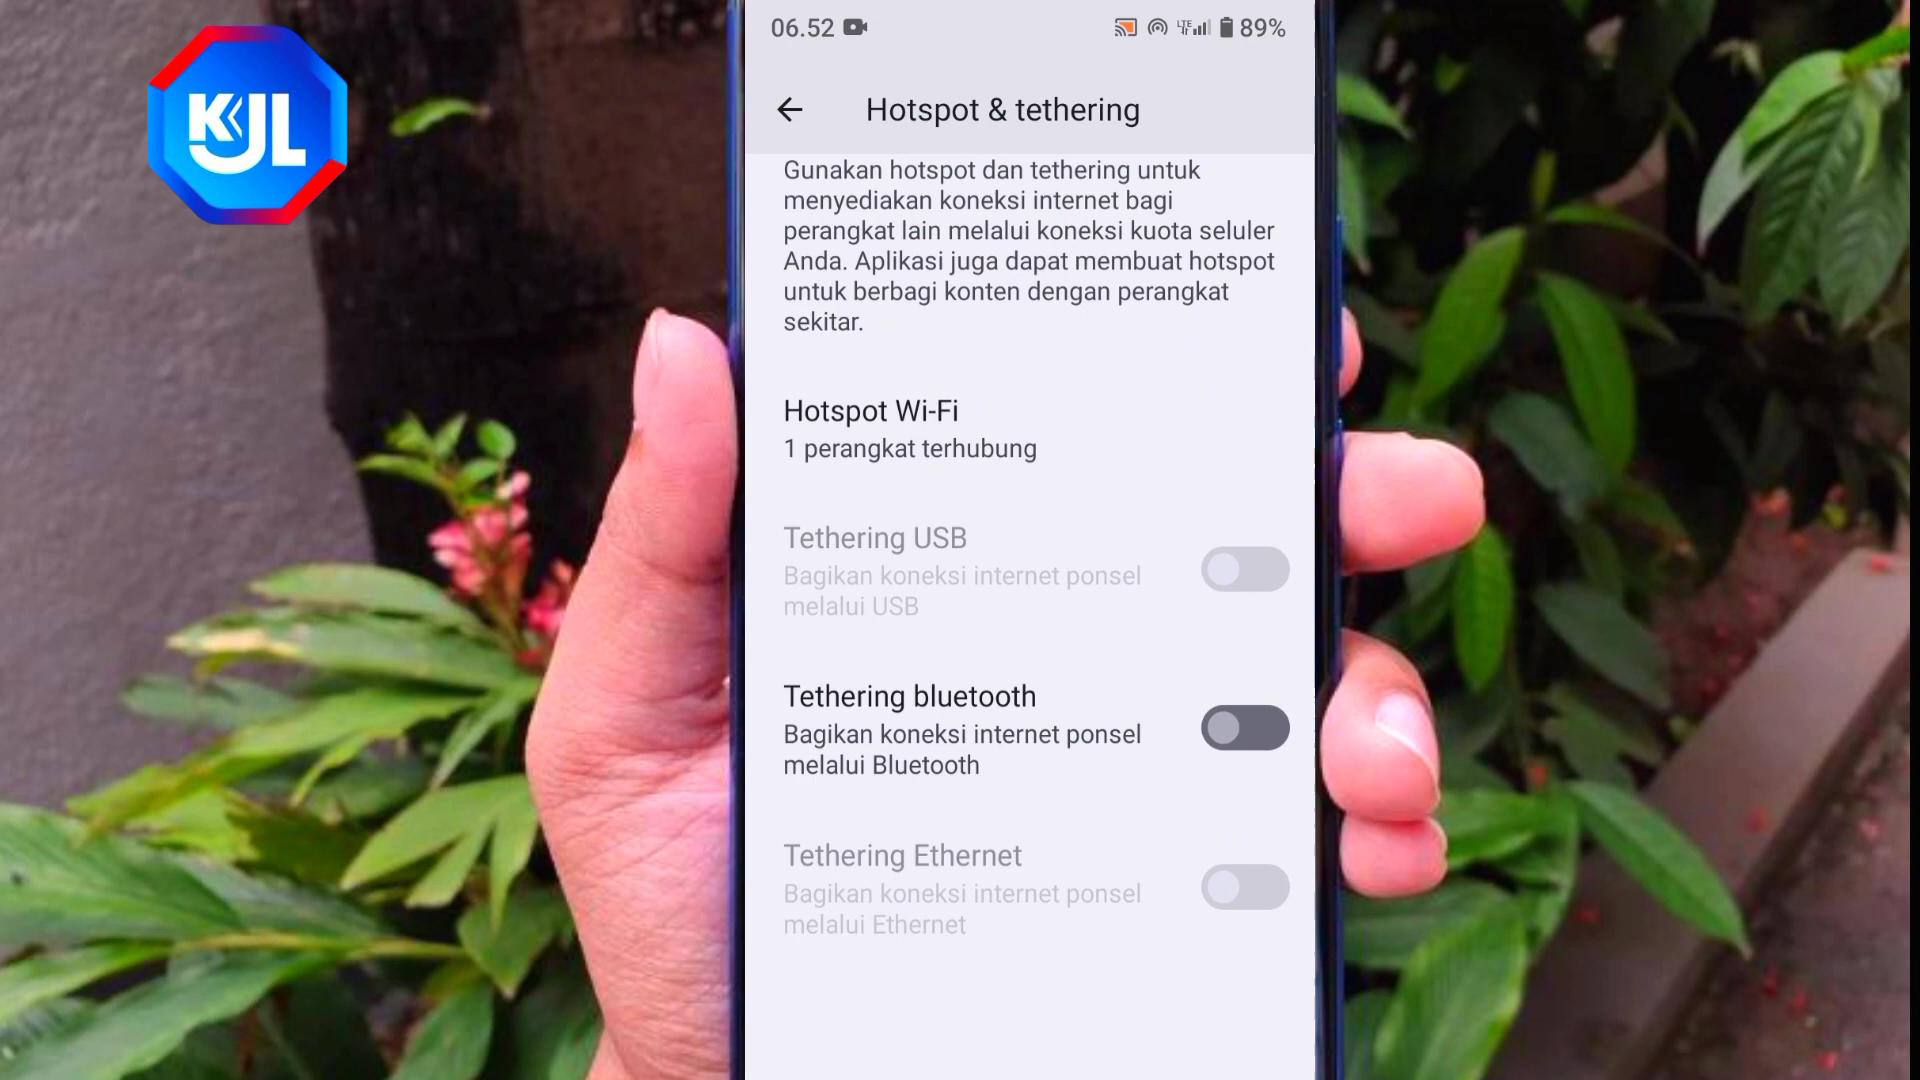 KJL
06.52
LTE 89%
Hotspot & tethering
Gunakan hotspot dan tethering untuk
menyediakan koneksi internet bagi
perangkat lain melalui koneksi kuota seluler
Anda. Aplikasi juga dapat membuat hotspot
untuk berbagi konten dengan perangkat
sekitar.
Hotspot Wi-Fi
1 perangkat terhubung
Tethering USB
Bagikan koneksi internet ponsel
melalui USB
Tethering bluetooth
Bagikan koneksi internet ponsel
melalui Bluetooth
Tethering Ethernet
Bagikan koneksi internet ponsel
melalui Ethernet